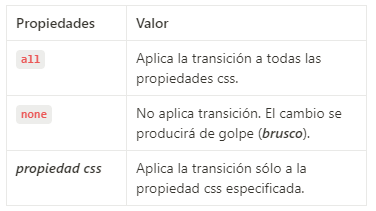 Propiedades Valor
all Aplica la transición a todas las
propiedades css.
none No aplica transición. El cambio se
producirá de golpe (brusco).
propiedad css Aplica la transición sólo a la
propiedad css especificada.